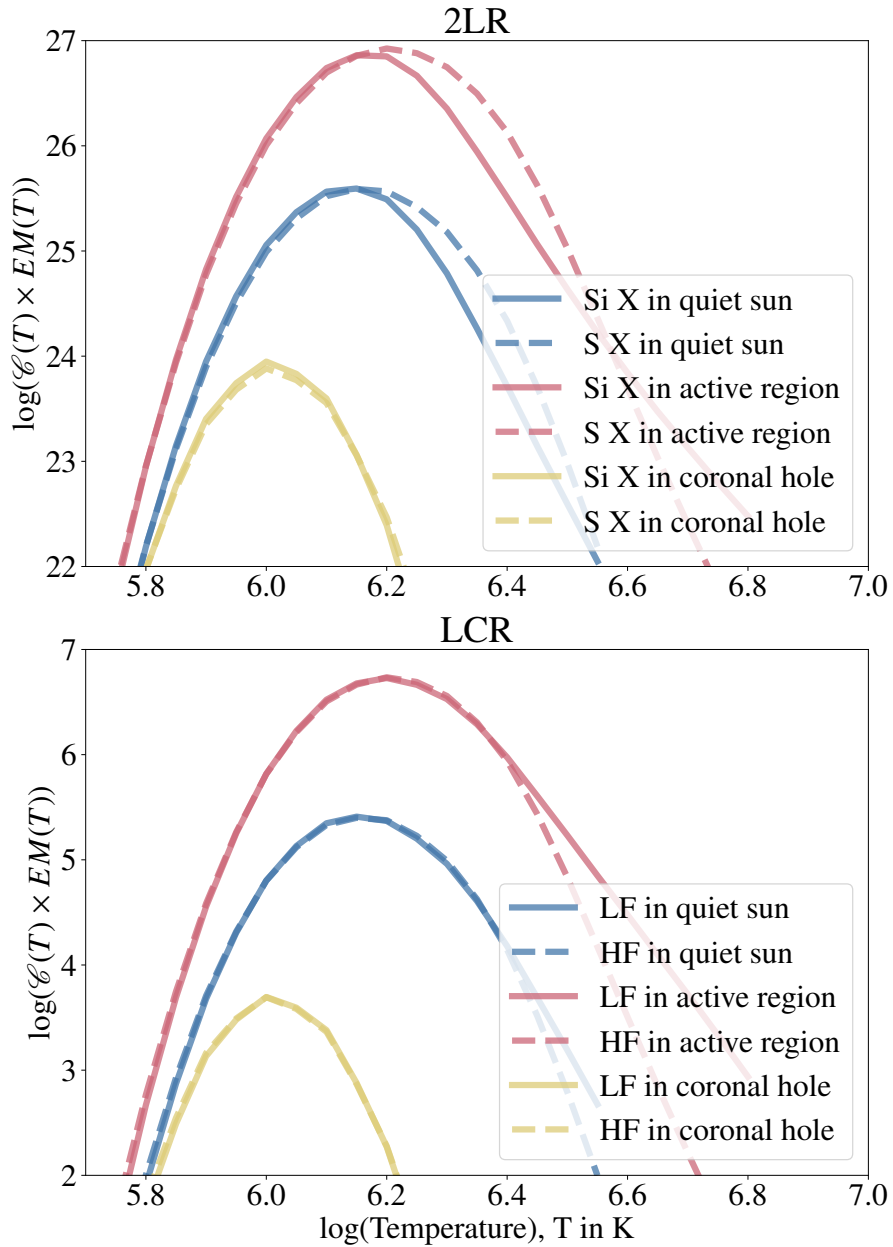 2LR
log(𝒞(T) × EM(T))
27
26
25
24
23
22
Si X in quiet sun
S X in quiet sun
Si X in active region
S X in active region
Si X in coronal hole
S X in coronal hole
5.8 6.0 6.2 6.4 6.6 6.8 7.0
LCR
log(𝒞(T) × EM(T))
7
6
5
4
3
2
LF in quiet sun
HF in quiet sun
LF in active region
HF in active region
LF in coronal hole
HF in coronal hole
5.8 6.0 6.2 6.4 6.6 6.8 7.0
log(Temperature), T in K